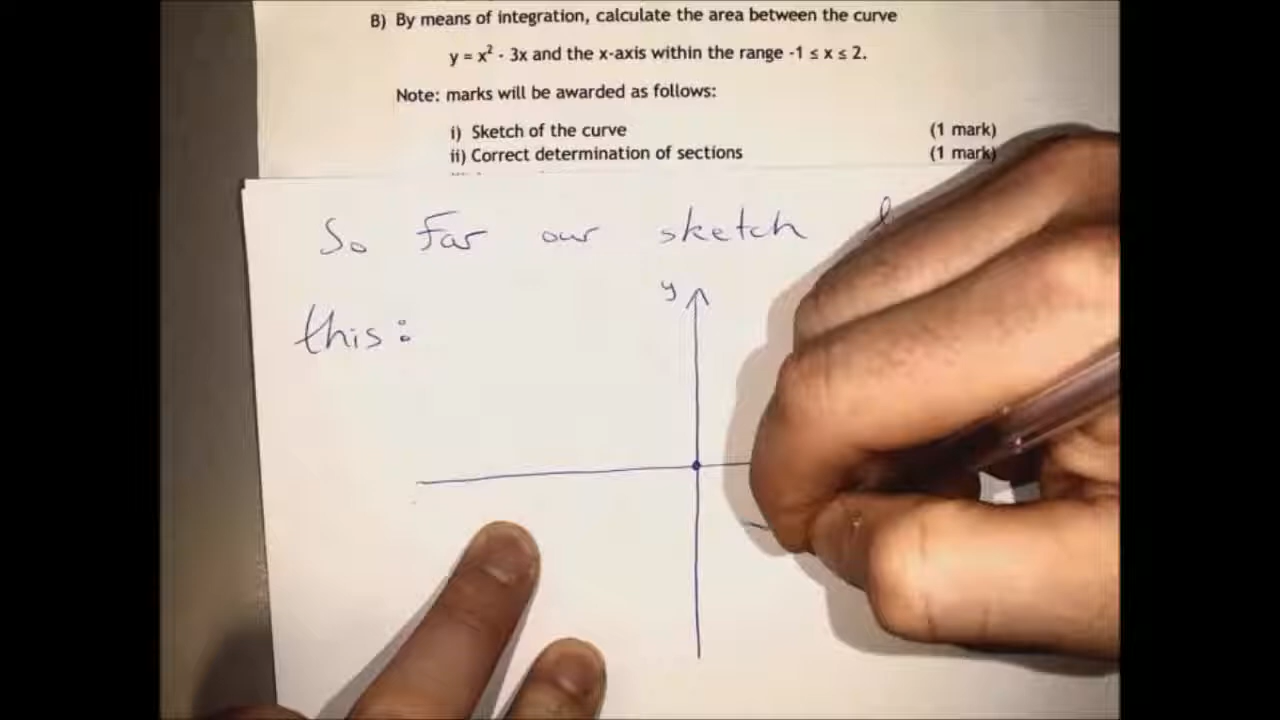 B) By means of integration, calculate the area between the curve
y = x² - 3x and the x-axis within the range -1 ≤ x ≤ 2.
Note: marks will be awarded as follows:
i) Sketch of the curve (1 mark)
ii) Correct determination of sections (1 mark)
So far our sketch
this:
y